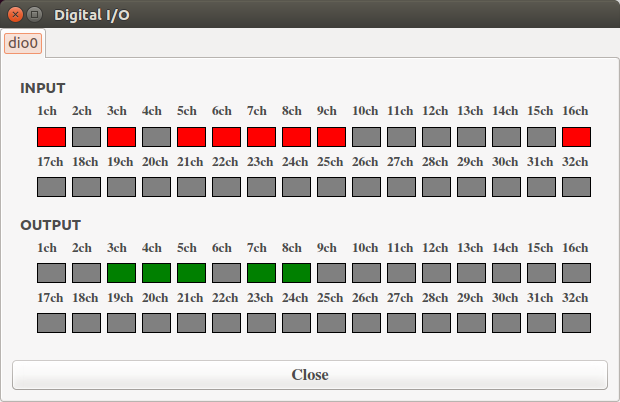 Digital I/O
dio0
INPUT
1ch 2ch 3ch 4ch 5ch 6ch 7ch 8ch 9ch 10ch 11ch 12ch 13ch 14ch 15ch 16ch
17ch 18ch 19ch 20ch 21ch 22ch 23ch 24ch 25ch 26ch 27ch 28ch 29ch 30ch 31ch 32ch
OUTPUT
1ch 2ch 3ch 4ch 5ch 6ch 7ch 8ch 9ch 10ch 11ch 12ch 13ch 14ch 15ch 16ch
17ch 18ch 19ch 20ch 21ch 22ch 23ch 24ch 25ch 26ch 27ch 28ch 29ch 30ch 31ch 32ch
Close